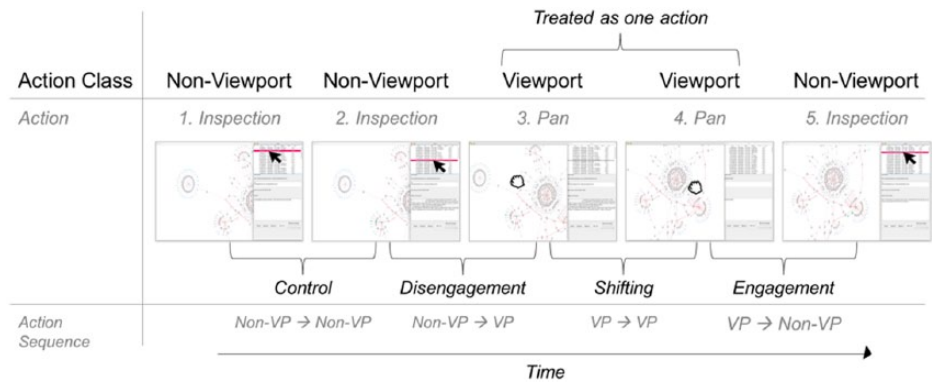 Treated as one action
Action Class Non-Viewport Non-Viewport Viewport Viewport Non-Viewport
Action 1. Inspection 2. Inspection 3. Pan 4. Pan 5. Inspection
Control Disengagement Shifting Engagement
Action Non-VP → Non-VP Non-VP → VP VP → VP VP → Non-VP
Sequence
Time